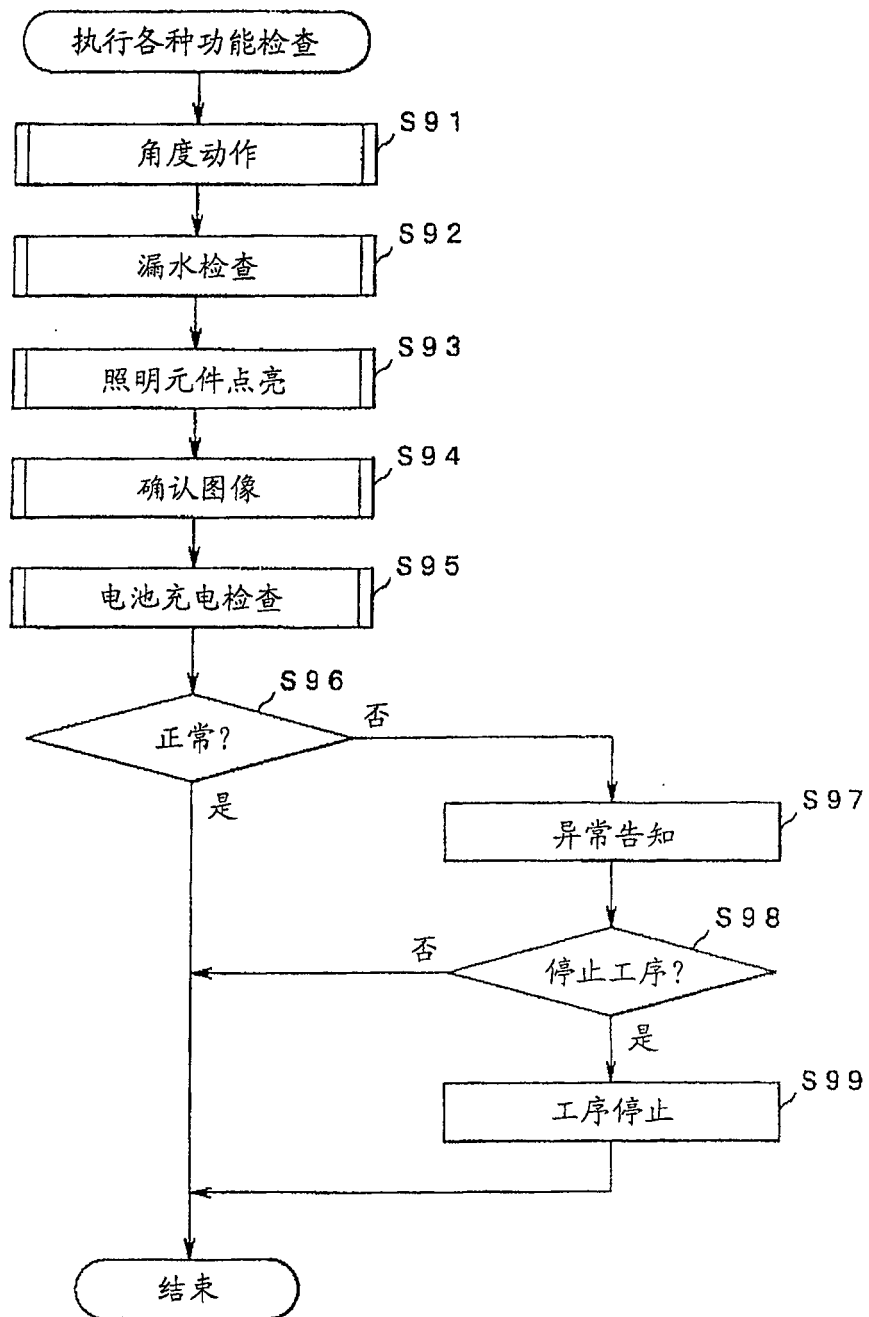 执行各种功能检查
S91
角度动作
S92
漏水检查
S93
照明元件点亮
S94
确认图像
S95
电池充电检查
S96
正常?
否
是
S97
异常告知
S98
停止工序?
否
是
S99
工序停止
结束